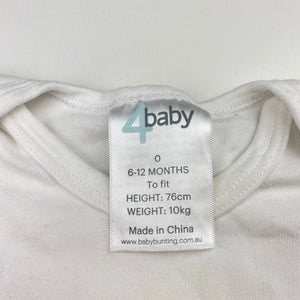 4baby
0
6-12 MONTHS
To fit
HEIGHT: 76cm
WEIGHT: 10kg
Made in China
www.babybunting.com.au